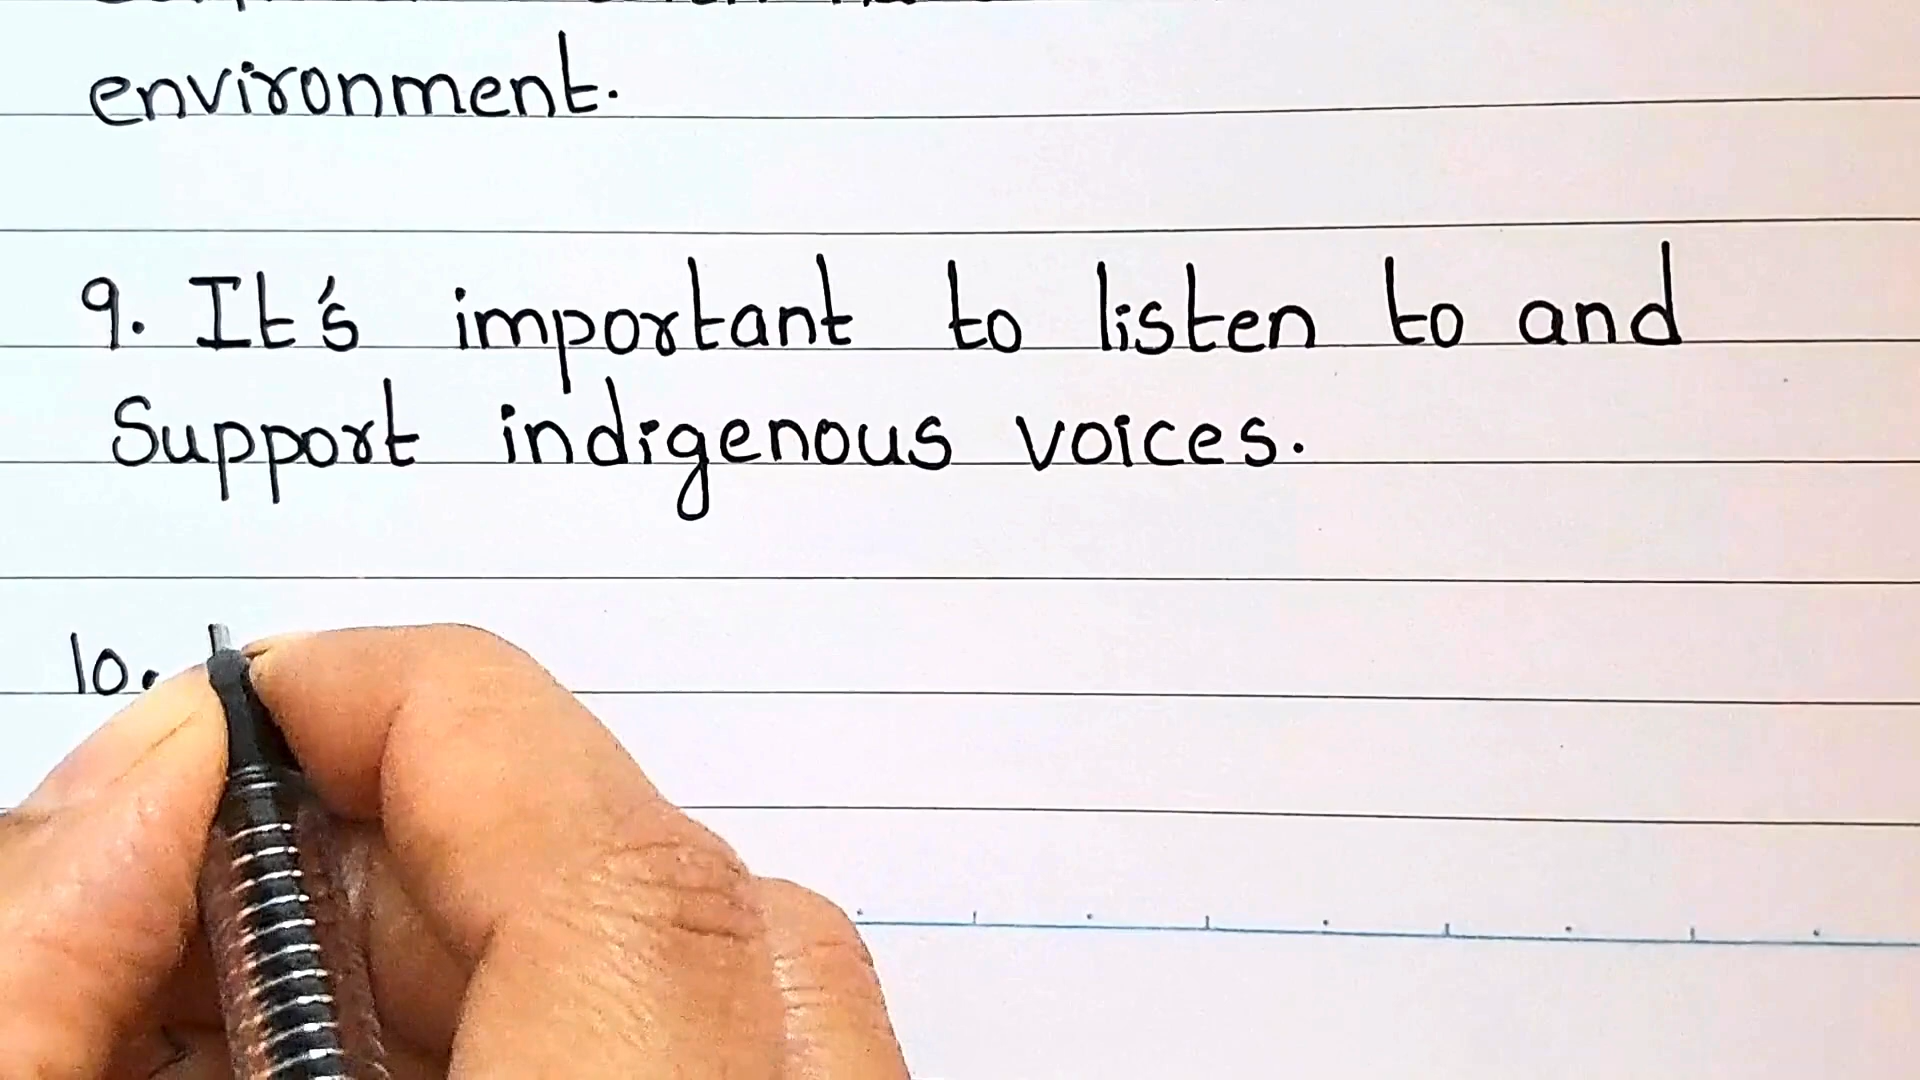 environment.
9. It's important to listen to and
Support indigenous voices.
10.